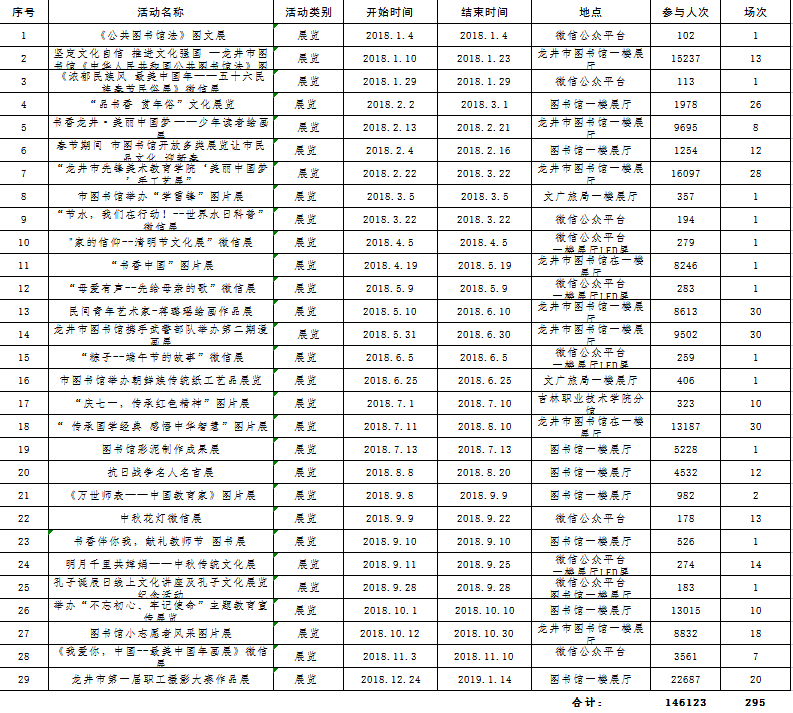 序号 活动名称 活动类别 开始时间 结束时间 地点 参与人次 场次
1 《公共图书馆法》图文展 展览 2018.1.4 2018.1.4 微信公众平台 102 1
2 坚定文化自信 推进文化强国 —龙井市图书馆《中华人民共和国公共图书馆法》图 展览 2018.1.10 2018.1.23 龙井市图书馆一楼展厅 15237 13
3 《浓郁民族风 最美中国年——五十六民族春节民俗展》微信展 展览 2018.1.29 2018.1.29 微信公众平台 113 1
4 “品书香 赏年俗”文化展览 展览 2018.2.2 2018.3.1 图书馆一楼展厅 1978 26
5 书香龙井·美丽中国梦——少年读者绘画展 展览 2018.2.13 2018.2.21 龙井市图书馆一楼展厅 9695 8
6 春节期间 市图书馆开放多类展览让市民品文化 迎新春 展览 2018.2.4 2018.2.16 图书馆一楼展厅 1254 12
7 “龙井市先锋美术教育学院‘美丽中国梦’手工艺展” 展览 2018.2.22 2018.3.22 龙井市图书馆一楼展厅 16097 28
8 市图书馆举办“学雷锋”图片展 展览 2018.3.5 2018.3.5 文广旅局一楼展厅 357 1
9 “节水，我们在行动！--世界水日科普”微信展 展览 2018.3.22 2018.3.22 微信公众平台 194 1
10 "家的信仰--清明节文化展”微信展 展览 2018.4.5 2018.4.5 微信公众平台 一楼展厅LED屏 279 1
11 “书香中国”图片展 展览 2018.4.19 2018.5.19 龙井市图书馆在一楼展厅 8246 1
12 “母爱有声--先给母亲的歌”微信展 展览 2018.5.9 2018.5.9 微信公众平台 一楼展厅LED屏 283 1
13 民间青年艺术家-蒋璐瑶绘画作品展 展览 2018.5.10 2018.6.10 龙井市图书馆一楼展厅 8613 30
14 龙井市图书馆携手武警部队举办第二期漫画展 展览 2018.5.31 2018.6.30 龙井市图书馆一楼展厅 9502 30
15 “粽子--端午节的故事”微信展 展览 2018.6.5 2018.6.5 微信公众平台 一楼展厅LED屏 259 1
16 市图书馆举办朝鲜族传统纸工艺品展览 展览 2018.6.25 2018.6.25 文广旅局一楼展厅 406 1
17 “庆七一，传承红色精神”图片展 展览 2018.7.1 2018.7.10 吉林职业技术学院分馆 323 10
18 “ 传承国学经典 感悟中华智慧”图片展 展览 2018.7.11 2018.8.10 龙井市图书馆在一楼展厅 13187 30
19 图书馆彩泥制作成果展 展览 2018.7.13 2018.7.13 图书馆一楼展厅 5228 1
20 抗日战争名人名言展 展览 2018.8.8 2018.8.20 图书馆一楼展厅 4532 12
21 《万世师表——中国教育家》图片展 展览 2018.9.8 2018.9.9 图书馆一楼展厅 982 2
22 中秋花灯微信展 展览 2018.9.9 2018.9.22 微信公众平台 178 13
23 书香伴你我，献礼教师节 图书展 展览 2018.9.10 2018.9.10 图书馆一楼展厅 526 1
24 明月千里共婵娟——中秋传统文化展 展览 2018.9.11 2018.9.25 微信公众平台 一楼展厅LED屏 274 14
25 孔子诞辰日线上文化讲座及孔子文化展览纪念活动 展览 2018.9.28 2018.9.28 微信公众平台 图书馆一楼展厅 183 1
26 举办“不忘初心、牢记使命”主题教育宣传展览 展览 2018.10.1 2018.10.10 图书馆一楼展厅 13015 10
27 图书馆小志愿者风采图片展 展览 2018.10.12 2018.10.30 龙井市图书馆一楼展厅 8832 18
28 《我爱你，中国--最美中国年画展》微信展 展览 2018.11.3 2018.11.10 微信公众平台 3561 7
29 龙井市第一届职工摄影大赛作品展 展览 2018.12.24 2019.1.14 图书馆一楼展厅 22687 20
合计： 146123 295